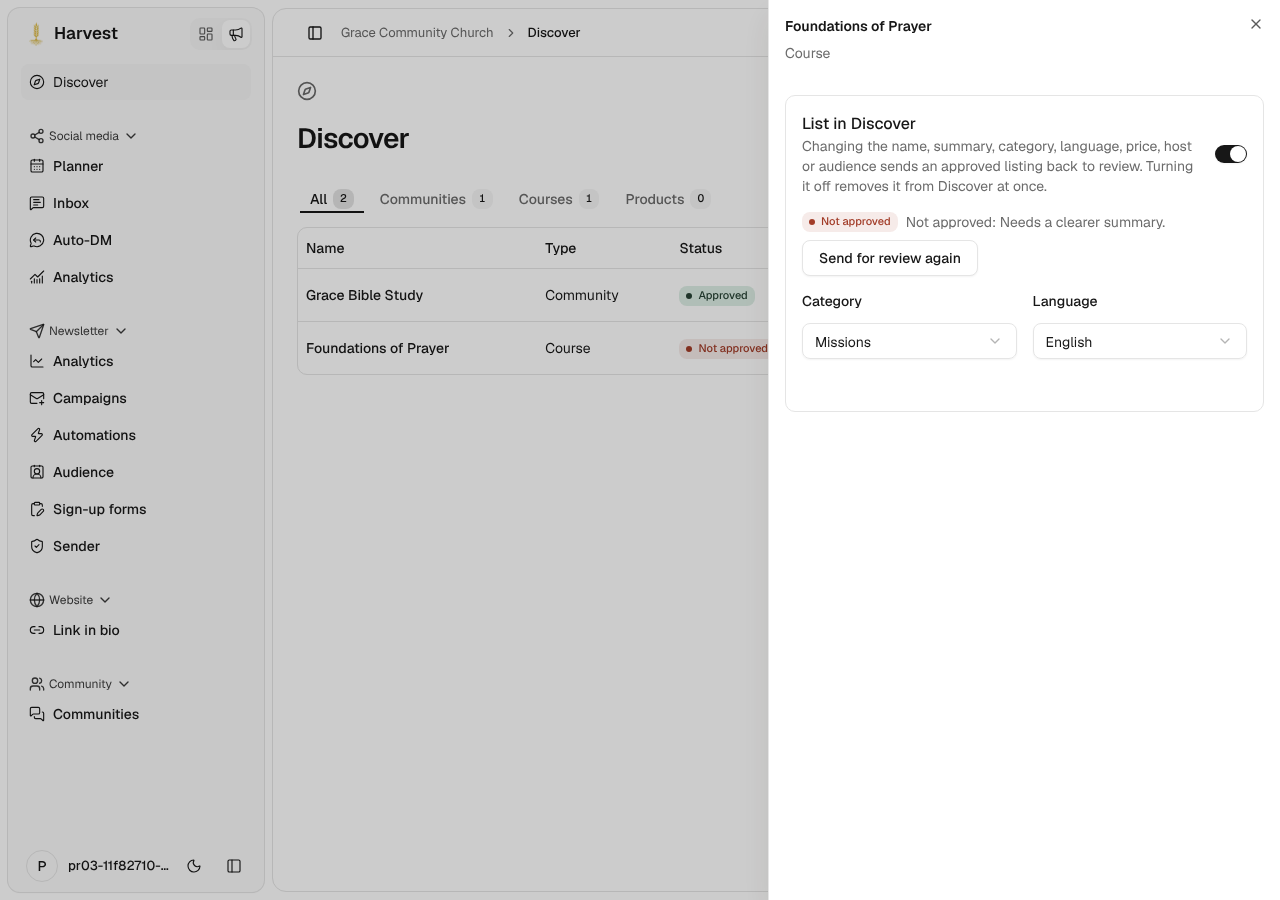 Harvest
Discover
Social media
Planner
Inbox
Auto-DM
Analytics
Newsletter
Analytics
Campaigns
Automations
Audience
Sign-up forms
Sender
Website
Link in bio
Community
Communities
P pr03-11f82710-...
Grace Community Church > Discover
Discover
All 2 Communities 1 Courses 1 Products 0
Name Type Status
Grace Bible Study Community Approved
Foundations of Prayer Course Not approved
Foundations of Prayer
Course
List in Discover
Changing the name, summary, category, language, price, host
or audience sends an approved listing back to review. Turning
it off removes it from Discover at once.
Not approved Not approved: Needs a clearer summary.
Send for review again
Category Language
Missions English